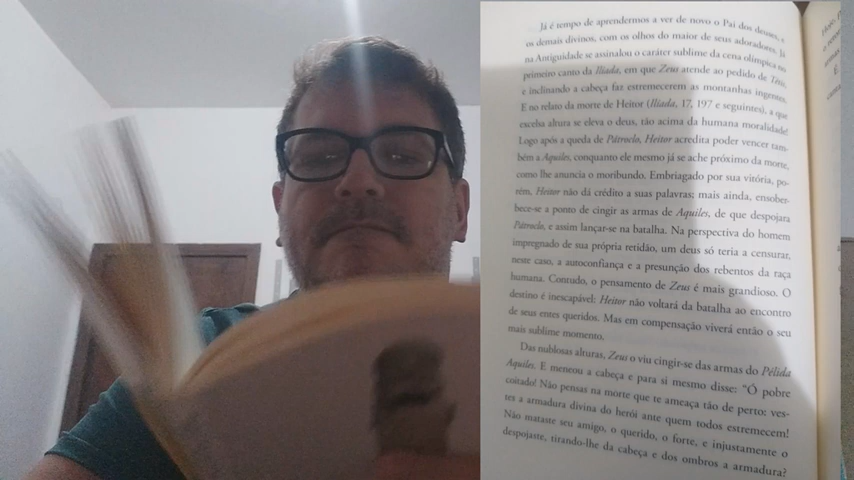 Já é tempo de aprendermos a ver de novo o Pai dos deuses, e
os demais divinos, com os olhos do maior de seus adoradores. Já
na Antiguidade se assinalou o caráter sublime da cena olímpica no
primeiro canto da Ilíada, em que Zeus atende ao pedido de Tétis,
e inclinando a cabeça faz estremecerem as montanhas ingentes.
E no relato da morte de Heitor (Ilíada, 17, 197 e seguintes), a que
excelsa altura se eleva o deus, tão acima da humana moralidade!
Logo após a queda de Pátroclo, Heitor acredita poder vencer tam-
bém a Aquiles, conquanto ele mesmo já se ache próximo da morte,
como lhe anuncia o moribundo. Embriagado por sua vitória, po-
rém, Heitor não dá crédito a suas palavras; mais ainda, ensober-
bece-se a ponto de cingir as armas de Aquiles, de que despojara
Pátroclo, e assim lançar-se na batalha. Na perspectiva do homem
impregnado de sua própria retidão, um deus só teria a censurar,
neste caso, a autoconfiança e a presunção dos rebentos da raça
humana. Contudo, o pensamento de Zeus é mais grandioso. O
destino é inescapável: Heitor não voltará da batalha ao encontro
de seus entes queridos. Mas em compensação viverá então o seu
mais sublime momento.
Das nublosas alturas, Zeus o viu cingir-se das armas do Pélida
Aquiles. E meneou a cabeça e para si mesmo disse: "Ó pobre
coitado! Não pensas na morte que te ameaça tão de perto: ves-
tes a armadura divina do herói ante quem todos estremecem!
Não mataste seu amigo, o querido, o forte, e injustamente o
despojaste, tirando-lhe da cabeça e dos ombros a armadura?